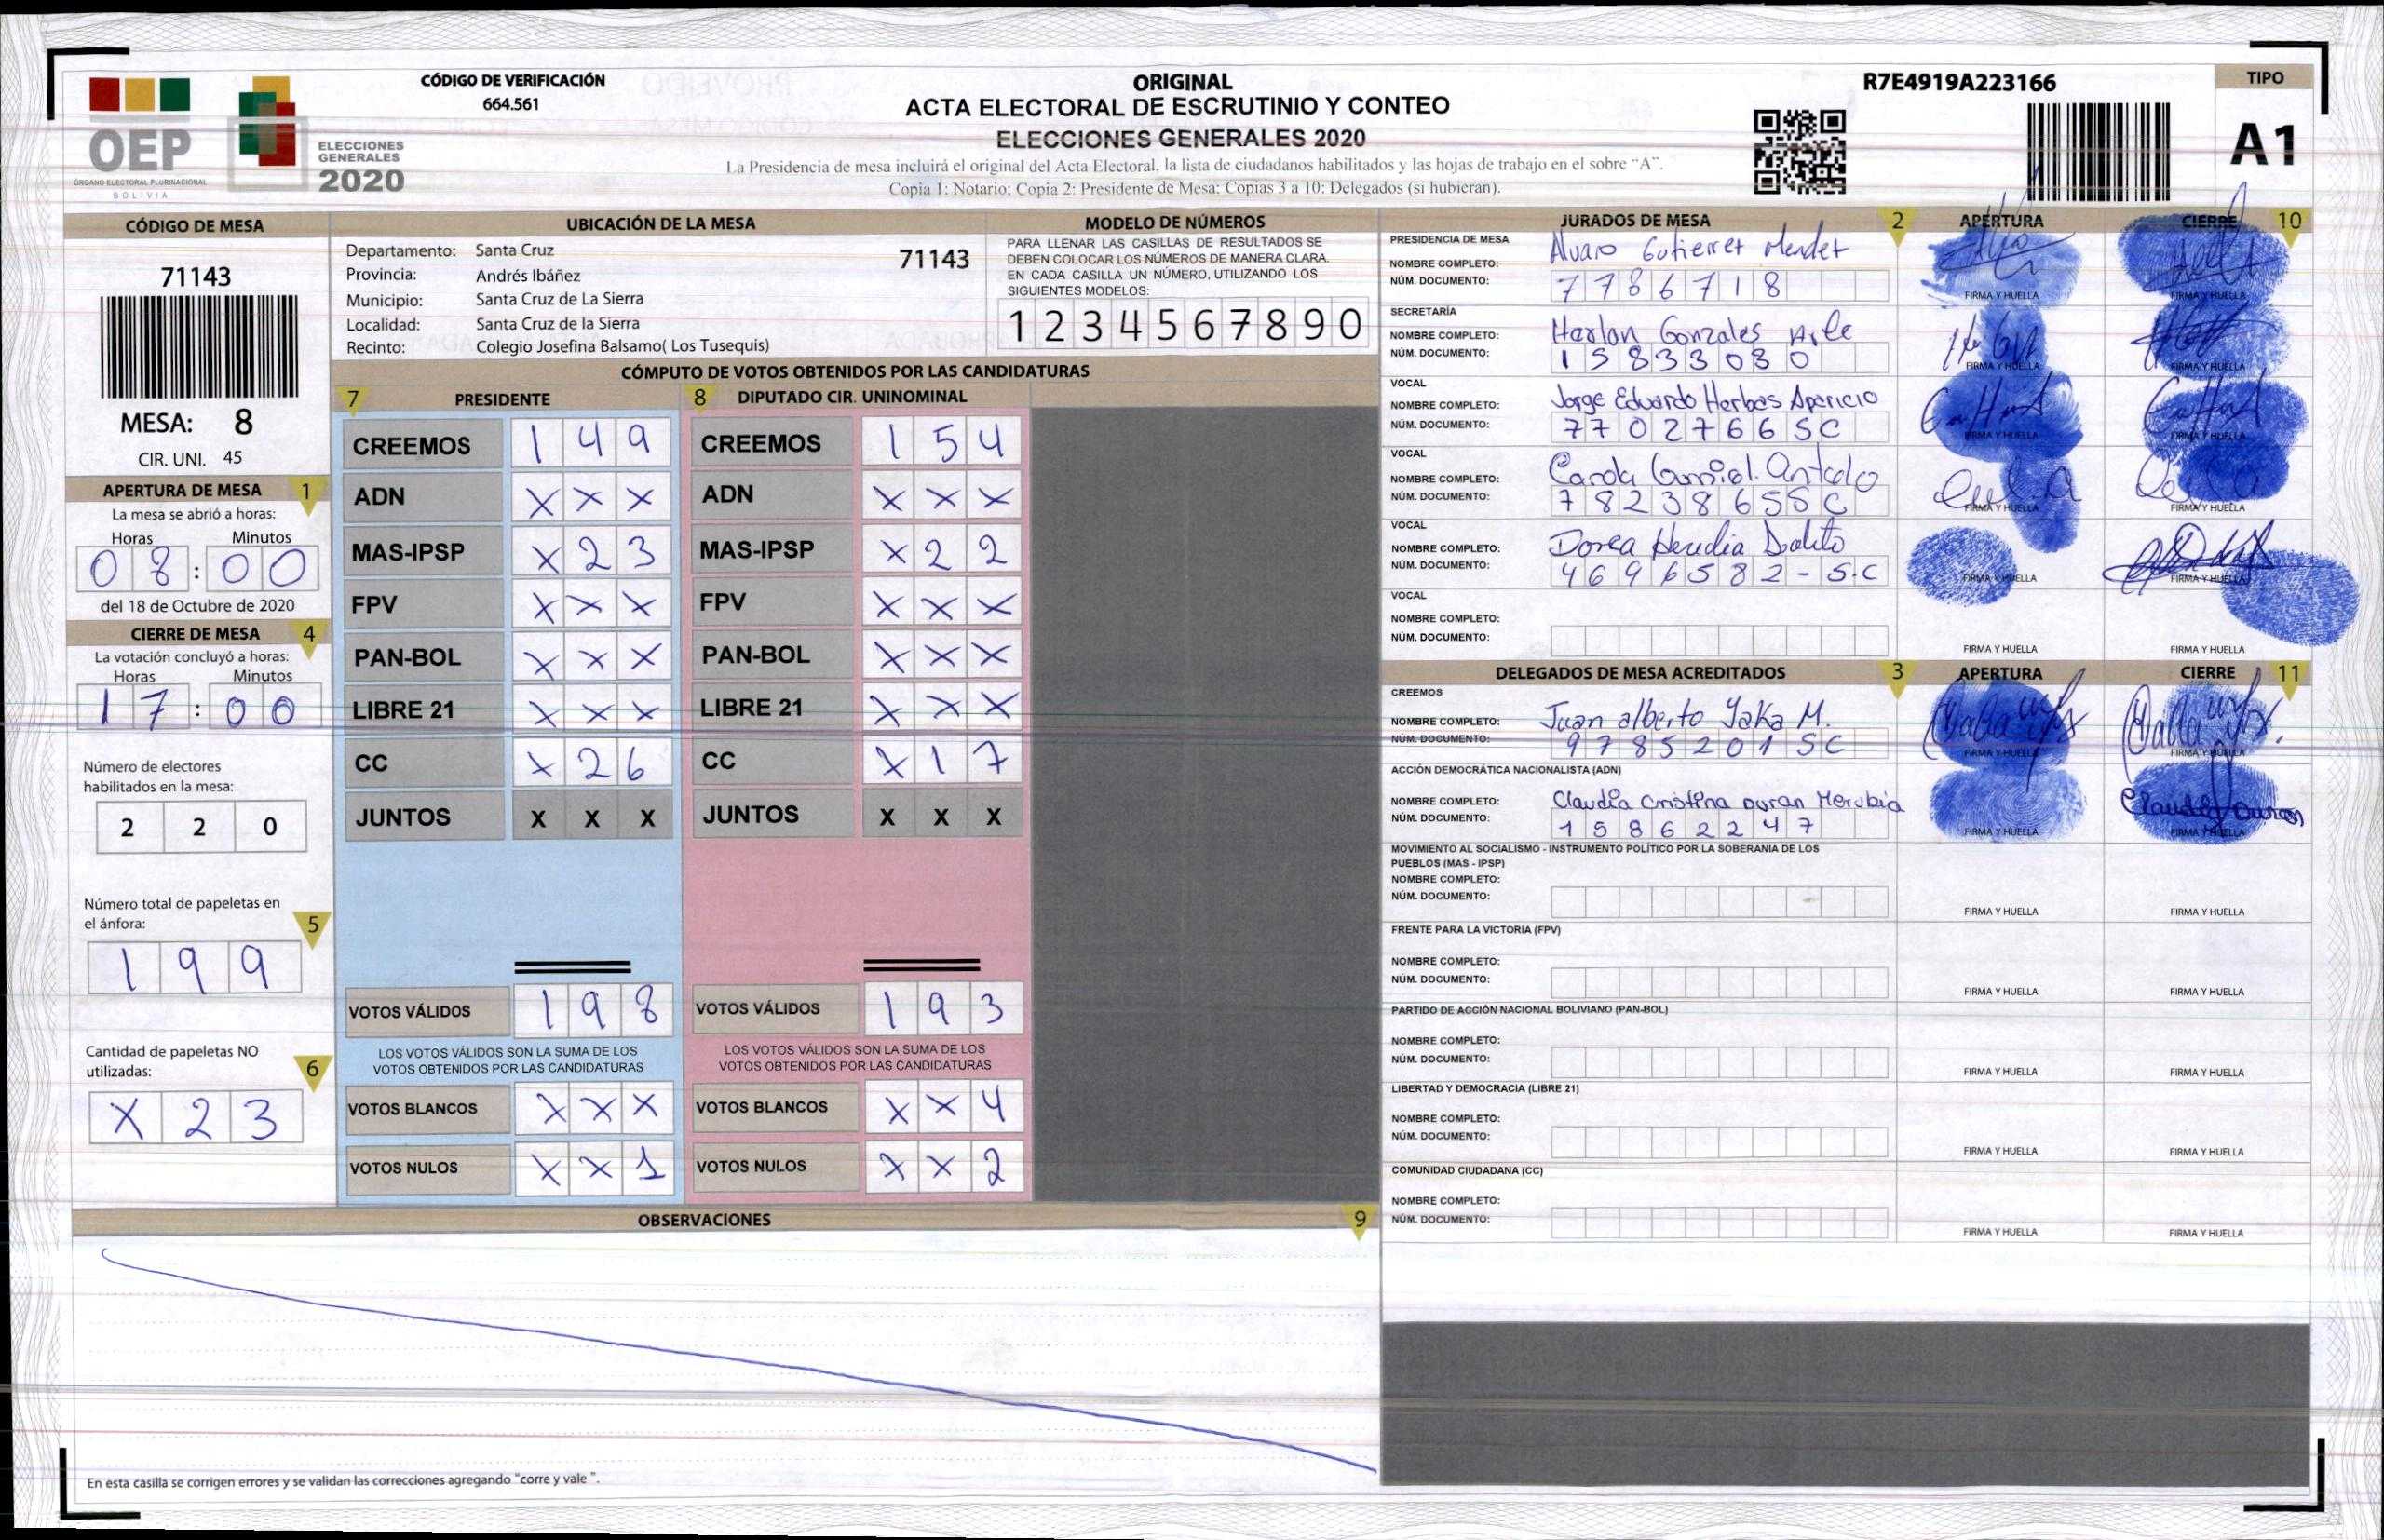 CÓDIGO DE VERIFICACIÓN
664.561
OEP
ÓRGANO ELECTORAL PLURINACIONAL
BOLIVIA
ELECCIONES
GENERALES
2020
ORIGINAL
ACTA ELECTORAL DE ESCRUTINIO Y CONTEO
ELECCIONES GENERALES 2020
La Presidencia de mesa incluirá el original del Acta Electoral, la lista de ciudadanos habilitados y las hojas de trabajo en el sobre "A".
Copia 1: Notario; Copia 2: Presidente de Mesa; Copias 3 a 10: Delegados (si hubieran).
R7E4919A223166
TIPO
A1
CÓDIGO DE MESA
71143
MESA: 8
CIR. UNI. 45
APERTURA DE MESA 1
La mesa se abrió a horas:
Horas Minutos
08:00
del 18 de Octubre de 2020
CIERRE DE MESA 4
La votación concluyó a horas:
Horas Minutos
17:00
Número de electores
habilitados en la mesa:
2 2 0
Número total de papeletas en
el ánfora: 5
1 9 9
Cantidad de papeletas NO
utilizadas: 6
X 2 3
UBICACIÓN DE LA MESA
Departamento: Santa Cruz 71143
Provincia: Andrés Ibáñez
Municipio: Santa Cruz de La Sierra
Localidad: Santa Cruz de la Sierra
Recinto: Colegio Josefina Balsamo( Los Tusequis)
MODELO DE NÚMEROS
PARA LLENAR LAS CASILLAS DE RESULTADOS SE
DEBEN COLOCAR LOS NÚMEROS DE MANERA CLARA.
EN CADA CASILLA UN NÚMERO, UTILIZANDO LOS
SIGUIENTES MODELOS:
1 2 3 4 5 6 7 8 9 0
CÓMPUTO DE VOTOS OBTENIDOS POR LAS CANDIDATURAS
7 PRESIDENTE
CREEMOS 1 4 9
ADN X X X
MAS-IPSP X 2 3
FPV X X X
PAN-BOL X X X
LIBRE 21 X X X
CC X 2 6
JUNTOS X X X
VOTOS VÁLIDOS 1 9 8
LOS VOTOS VÁLIDOS SON LA SUMA DE LOS
VOTOS OBTENIDOS POR LAS CANDIDATURAS
VOTOS BLANCOS X X X
VOTOS NULOS X X 1
8 DIPUTADO CIR. UNINOMINAL
CREEMOS 1 5 4
ADN X X X
MAS-IPSP X 2 2
FPV X X X
PAN-BOL X X X
LIBRE 21 X X X
CC X 1 7
JUNTOS X X X
VOTOS VÁLIDOS 1 9 3
LOS VOTOS VÁLIDOS SON LA SUMA DE LOS
VOTOS OBTENIDOS POR LAS CANDIDATURAS
VOTOS BLANCOS X X 4
VOTOS NULOS X X 2
OBSERVACIONES 9
En esta casilla se corrigen errores y se validan las correcciones agregando "corre y vale ".
JURADOS DE MESA 2 APERTURA CIERRE 10
PRESIDENCIA DE MESA
NOMBRE COMPLETO: Alvaro Gutierrez Mendez
NÚM. DOCUMENTO: 7786718
FIRMA Y HUELLA FIRMA Y HUELLA
SECRETARÍA
NOMBRE COMPLETO: Harlan Gonzales
NÚM. DOCUMENTO: 15833080
FIRMA Y HUELLA FIRMA Y HUELLA
VOCAL
NOMBRE COMPLETO: Jorge Eduardo Herbas Aparicio
NÚM. DOCUMENTO: 7702766SC
FIRMA Y HUELLA FIRMA Y HUELLA
VOCAL
NOMBRE COMPLETO: Carola
NÚM. DOCUMENTO: 7823865SC
FIRMA Y HUELLA FIRMA Y HUELLA
VOCAL
NOMBRE COMPLETO: Heredia
NÚM. DOCUMENTO: 4696582-S.C
FIRMA Y HUELLA FIRMA Y HUELLA
VOCAL
NOMBRE COMPLETO:
NÚM. DOCUMENTO:
FIRMA Y HUELLA FIRMA Y HUELLA
DELEGADOS DE MESA ACREDITADOS 3 APERTURA CIERRE 11
CREEMOS
NOMBRE COMPLETO: Juan alberto Yaka M.
NÚM. DOCUMENTO: 9785201SC
FIRMA Y HUELLA FIRMA Y HUELLA
ACCIÓN DEMOCRÁTICA NACIONALISTA (ADN)
NOMBRE COMPLETO: Claudia Cristina Duran Merubia
NÚM. DOCUMENTO: 15862247
FIRMA Y HUELLA Claudia Duran FIRMA Y HUELLA
MOVIMIENTO AL SOCIALISMO - INSTRUMENTO POLÍTICO POR LA SOBERANIA DE LOS
PUEBLOS (MAS - IPSP)
NOMBRE COMPLETO:
NÚM. DOCUMENTO:
FIRMA Y HUELLA FIRMA Y HUELLA
FRENTE PARA LA VICTORIA (FPV)
NOMBRE COMPLETO:
NÚM. DOCUMENTO:
FIRMA Y HUELLA FIRMA Y HUELLA
PARTIDO DE ACCIÓN NACIONAL BOLIVIANO (PAN-BOL)
NOMBRE COMPLETO:
NÚM. DOCUMENTO:
FIRMA Y HUELLA FIRMA Y HUELLA
LIBERTAD Y DEMOCRACIA (LIBRE 21)
NOMBRE COMPLETO:
NÚM. DOCUMENTO:
FIRMA Y HUELLA FIRMA Y HUELLA
COMUNIDAD CIUDADANA (CC)
NOMBRE COMPLETO:
NÚM. DOCUMENTO:
FIRMA Y HUELLA FIRMA Y HUELLA